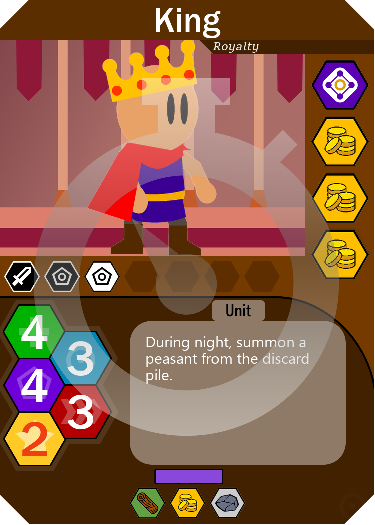 King
Royalty
Unit
During night, summon a
peasant from the discard
pile.
4
3
4
3
2